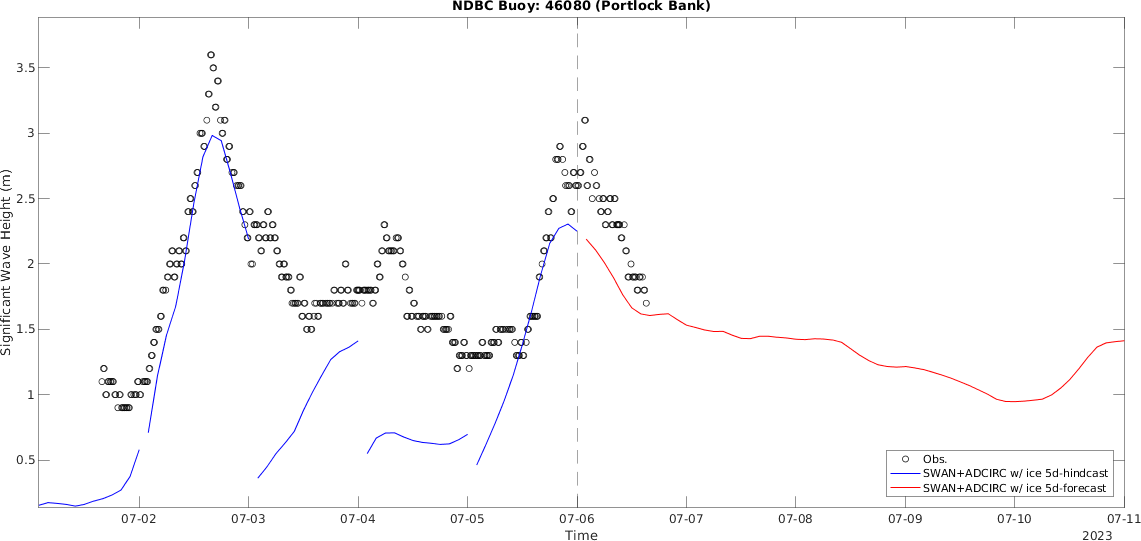 NDBC Buoy: 46080 (Portlock Bank)
Significant Wave Height (m)
3.5
3
2.5
2
1.5
1
0.5
Obs.
SWAN+ADCIRC w/ ice 5d-hindcast
SWAN+ADCIRC w/ ice 5d-forecast
07-02 07-03 07-04 07-05 07-06 07-07 07-08 07-09 07-10 07-11
Time
2023